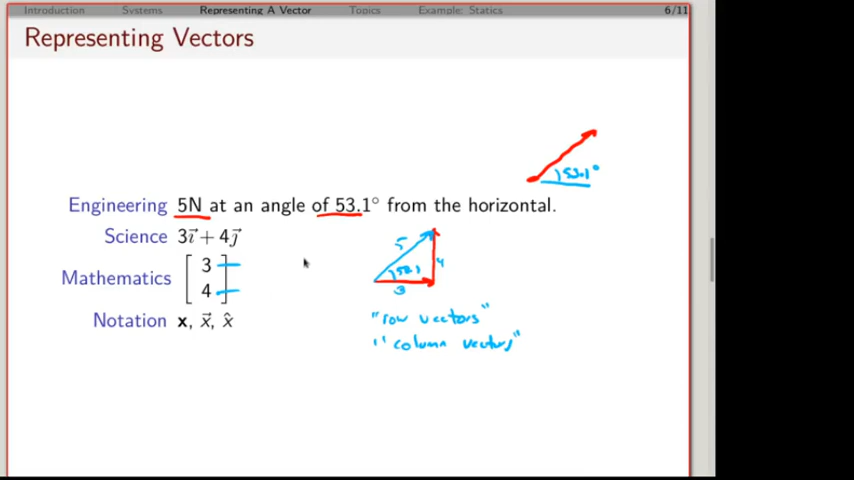 Introduction Systems Representing A Vector Topics Example: Statics 6/11
Representing Vectors
53.1°
Engineering 5N at an angle of 53.1° from the horizontal.
Science 3i⃗ + 4j⃗
5
4
3
Mathematics [3
4]
"row vectors"
Notation x, x⃗, x̂
"column vectors"